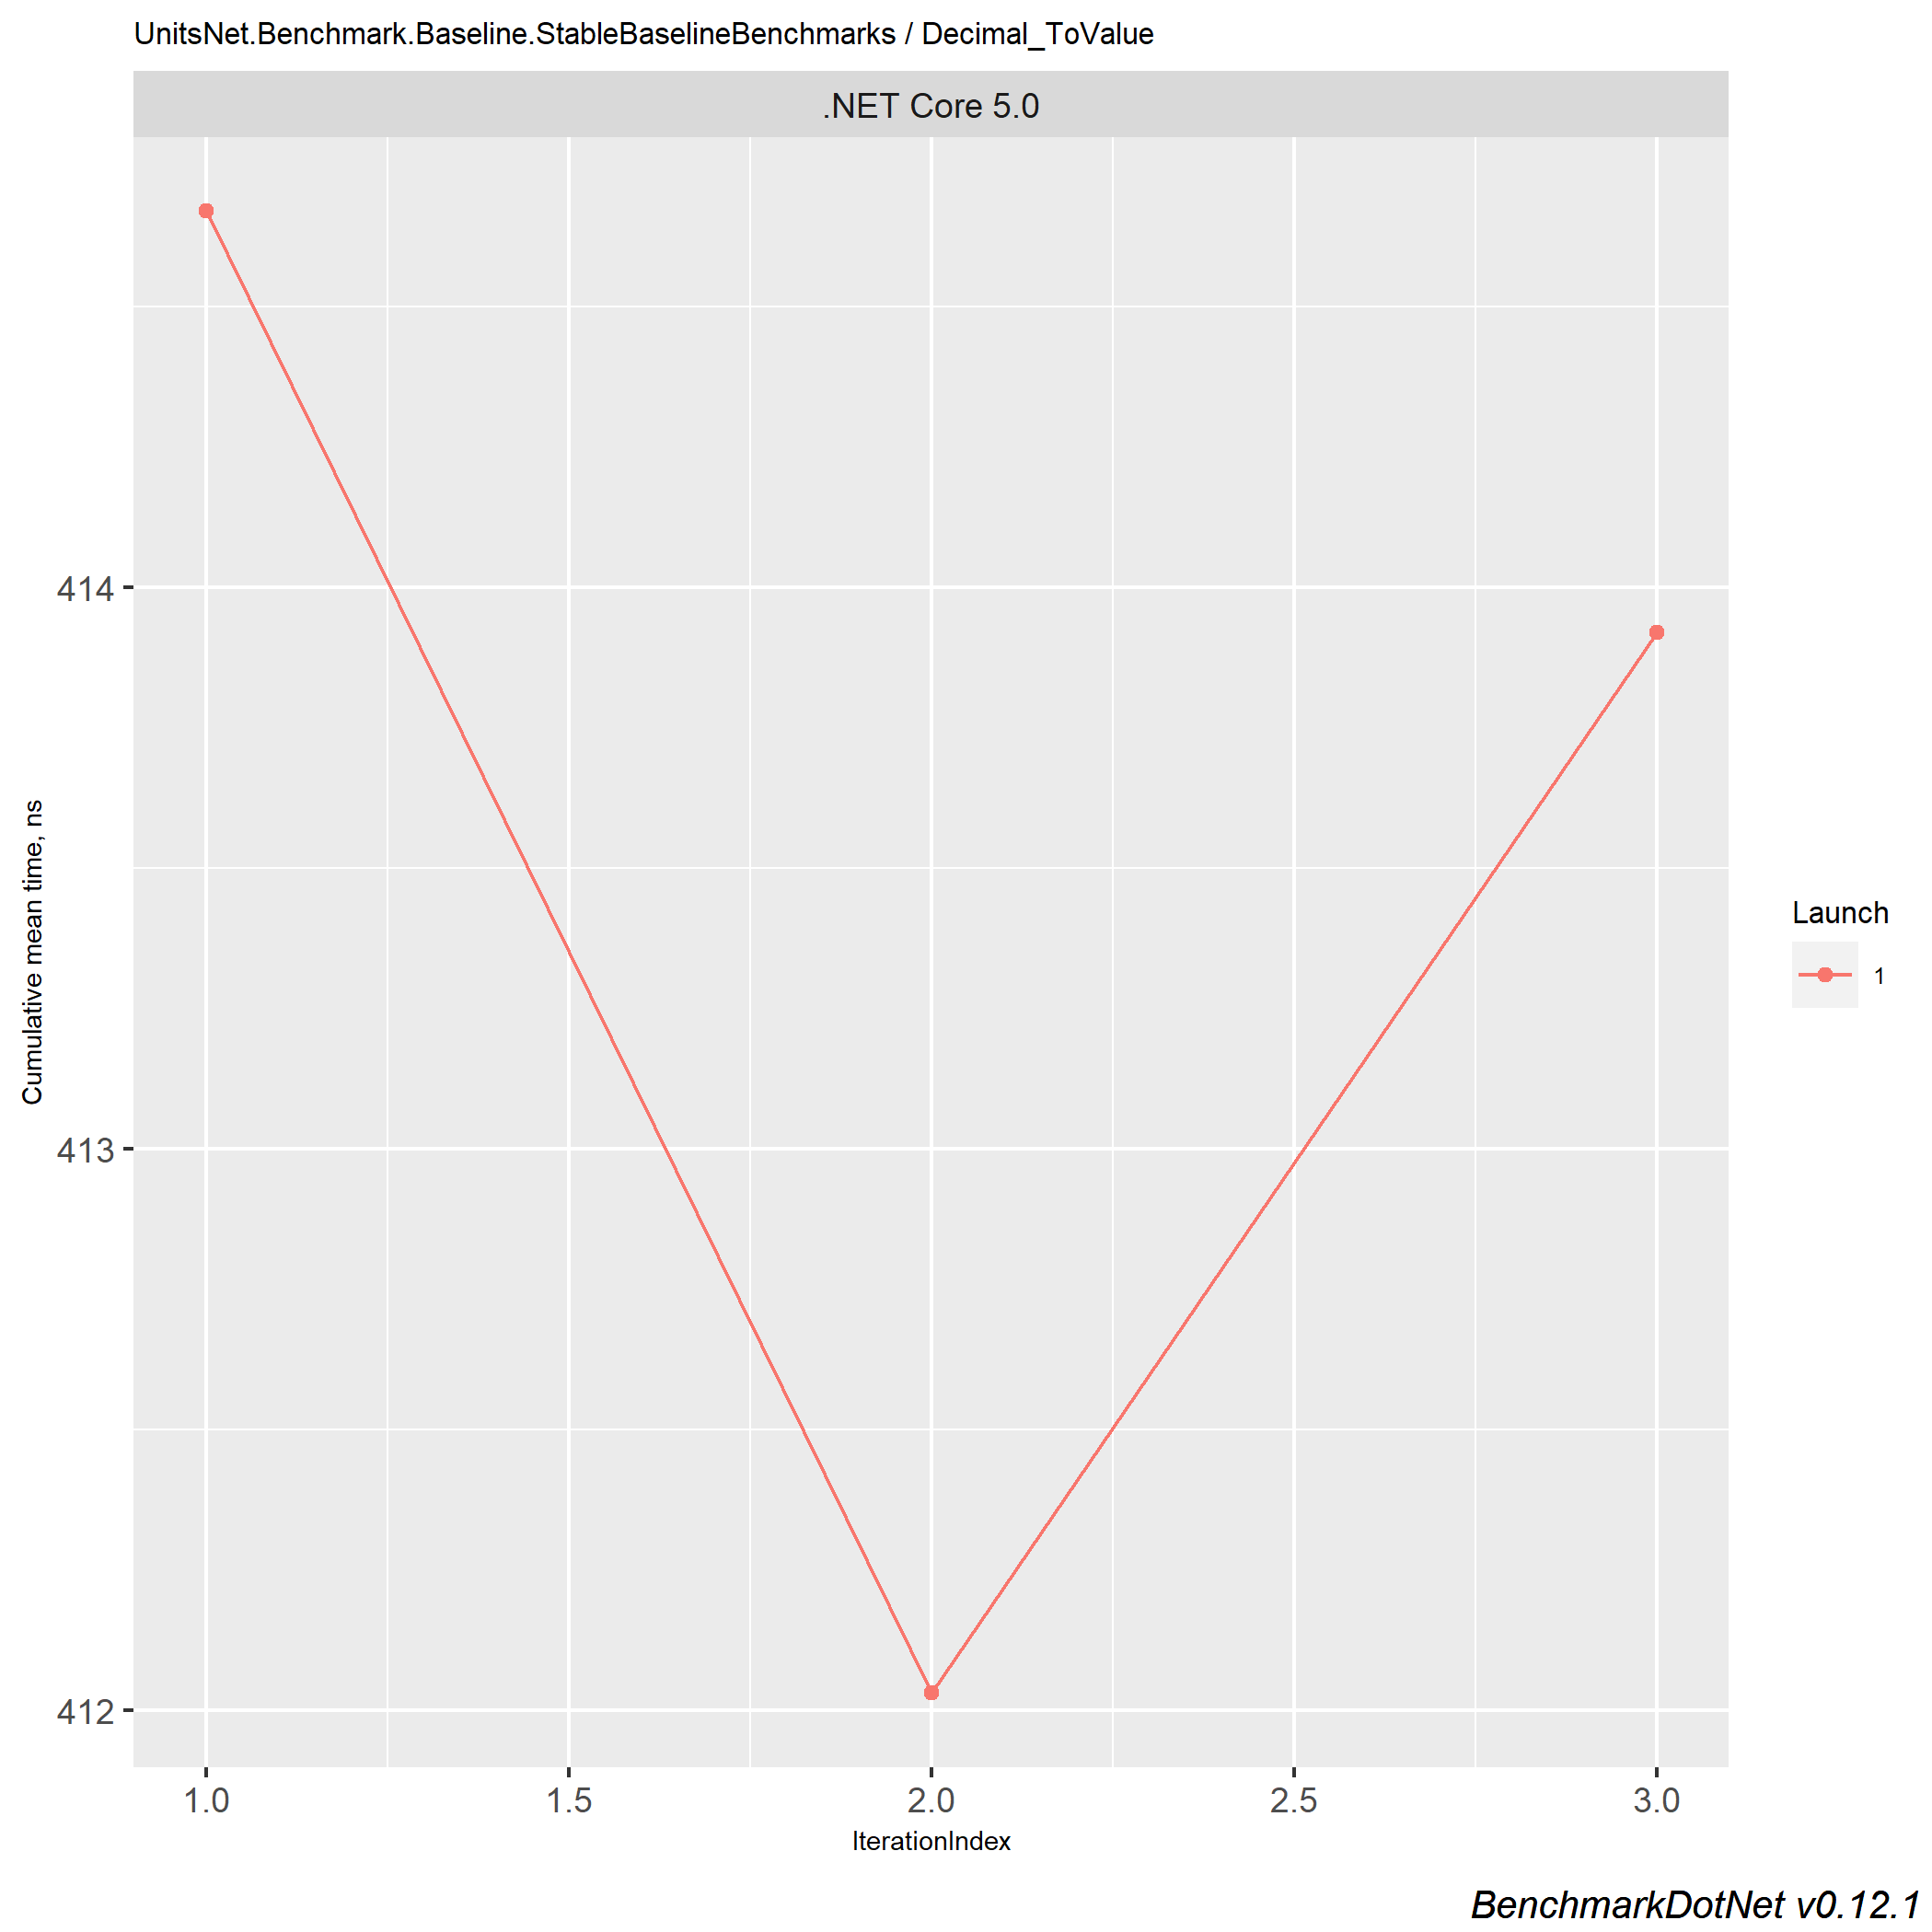 UnitsNet.Benchmark.Baseline.StableBaselineBenchmarks / Decimal_ToValue
.NET Core 5.0
Cumulative mean time, ns
414
413
412
1.0 1.5 2.0 2.5 3.0
IterationIndex
Launch
1
BenchmarkDotNet v0.12.1